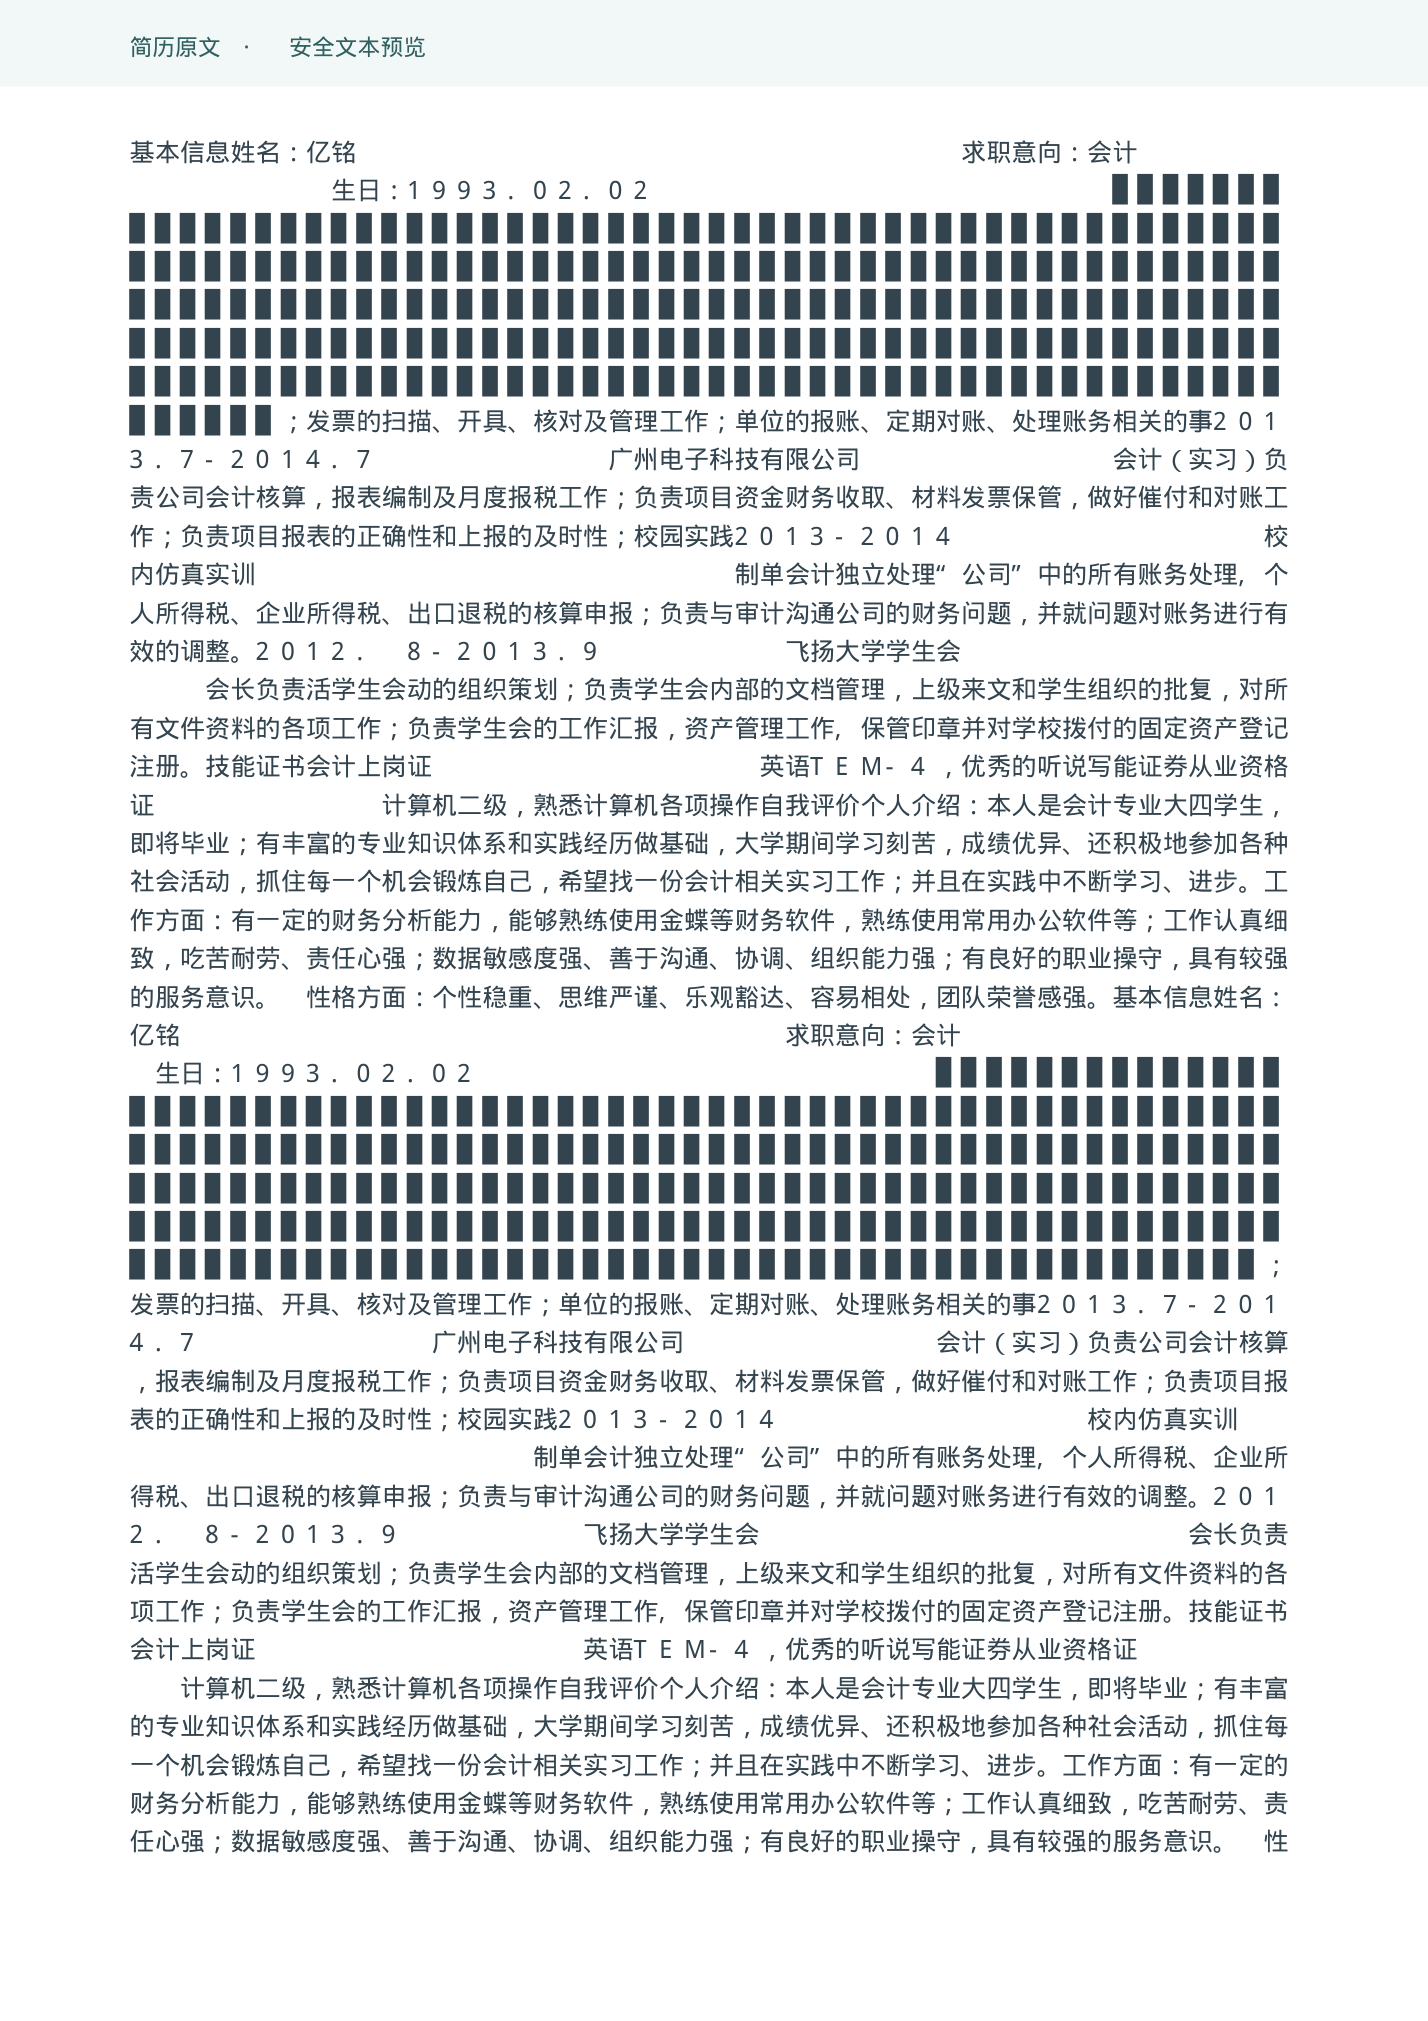 简历原文 · 安全文本预览
基本信息姓名：亿铭 求职意向：会计
生日：1993.02.02
；发票的扫描、开具、核对及管理工作；单位的报账、定期对账、处理账务相关的事201
3.7-2014.7 广州电子科技有限公司 会计（实习）负
责公司会计核算，报表编制及月度报税工作；负责项目资金财务收取、材料发票保管，做好催付和对账工
作；负责项目报表的正确性和上报的及时性；校园实践2013-2014 校
内仿真实训 制单会计独立处理“公司”中的所有账务处理,个
人所得税、企业所得税、出口退税的核算申报；负责与审计沟通公司的财务问题，并就问题对账务进行有
效的调整。2012. 8-2013.9 飞扬大学学生会
会长负责活学生会动的组织策划；负责学生会内部的文档管理，上级来文和学生组织的批复，对所
有文件资料的各项工作；负责学生会的工作汇报，资产管理工作,保管印章并对学校拨付的固定资产登记
注册。技能证书会计上岗证 英语TEM-4，优秀的听说写能证券从业资格
证 计算机二级，熟悉计算机各项操作自我评价个人介绍：本人是会计专业大四学生，
即将毕业；有丰富的专业知识体系和实践经历做基础，大学期间学习刻苦，成绩优异、还积极地参加各种
社会活动，抓住每一个机会锻炼自己，希望找一份会计相关实习工作；并且在实践中不断学习、进步。工
作方面：有一定的财务分析能力，能够熟练使用金蝶等财务软件，熟练使用常用办公软件等；工作认真细
致，吃苦耐劳、责任心强；数据敏感度强、善于沟通、协调、组织能力强；有良好的职业操守，具有较强
的服务意识。 性格方面：个性稳重、思维严谨、乐观豁达、容易相处，团队荣誉感强。基本信息姓名：
亿铭 求职意向：会计
生日：1993.02.02
；
发票的扫描、开具、核对及管理工作；单位的报账、定期对账、处理账务相关的事2013.7-201
4.7 广州电子科技有限公司 会计（实习）负责公司会计核算
，报表编制及月度报税工作；负责项目资金财务收取、材料发票保管，做好催付和对账工作；负责项目报
表的正确性和上报的及时性；校园实践2013-2014 校内仿真实训
制单会计独立处理“公司”中的所有账务处理,个人所得税、企业所
得税、出口退税的核算申报；负责与审计沟通公司的财务问题，并就问题对账务进行有效的调整。201
2. 8-2013.9 飞扬大学学生会 会长负责
活学生会动的组织策划；负责学生会内部的文档管理，上级来文和学生组织的批复，对所有文件资料的各
项工作；负责学生会的工作汇报，资产管理工作,保管印章并对学校拨付的固定资产登记注册。技能证书
会计上岗证 英语TEM-4，优秀的听说写能证券从业资格证
计算机二级，熟悉计算机各项操作自我评价个人介绍：本人是会计专业大四学生，即将毕业；有丰富
的专业知识体系和实践经历做基础，大学期间学习刻苦，成绩优异、还积极地参加各种社会活动，抓住每
一个机会锻炼自己，希望找一份会计相关实习工作；并且在实践中不断学习、进步。工作方面：有一定的
财务分析能力，能够熟练使用金蝶等财务软件，熟练使用常用办公软件等；工作认真细致，吃苦耐劳、责
任心强；数据敏感度强、善于沟通、协调、组织能力强；有良好的职业操守，具有较强的服务意识。 性